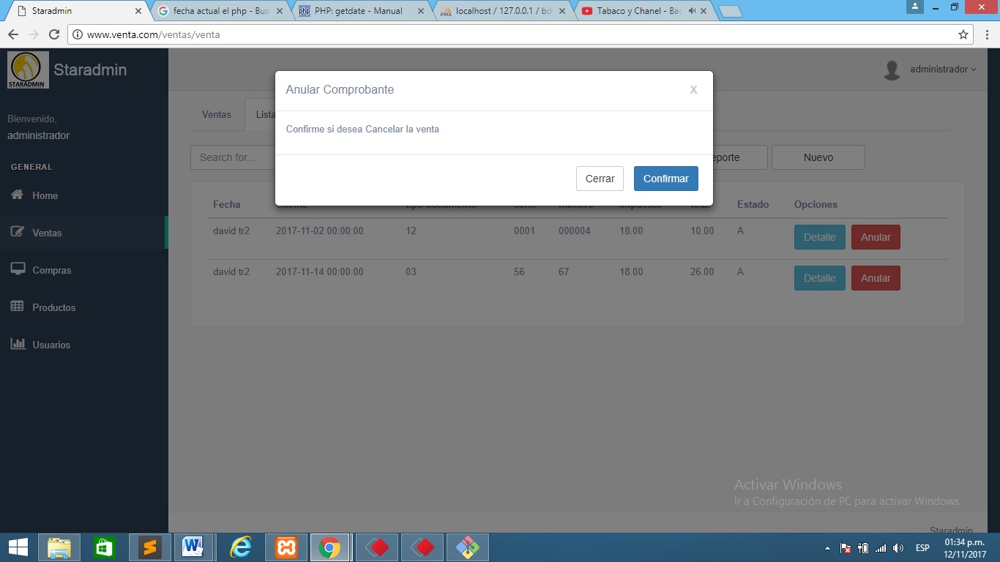 Staradmin
fecha actual el php - Bus
PHP: getdate - Manual
localhost / 127.0.0.1 / bd
Tabaco y Chanel - Bac
www.venta.com/ventas/venta
STARADMIN
Staradmin
administrador
Bienvenido,
administrador
GENERAL
Home
Ventas
Compras
Productos
Usuarios
Anular Comprobante
X
Confirme si desea Cancelar la venta
Cerrar
Confirmar
Ventas
Lista
Search for...
eporte
Nuevo
Fecha Cliente tipo documento serie numero impuesto total Estado Opciones
david tr2 2017-11-02 00:00:00 12 0001 000004 18.00 10.00 A Detalle Anular
david tr2 2017-11-14 00:00:00 03 56 67 18.00 26.00 A Detalle Anular
Activar Windows
Ir a Configuración de PC para activar Windows.
Staradmin
ESP
01:34 p.m.
12/11/2017